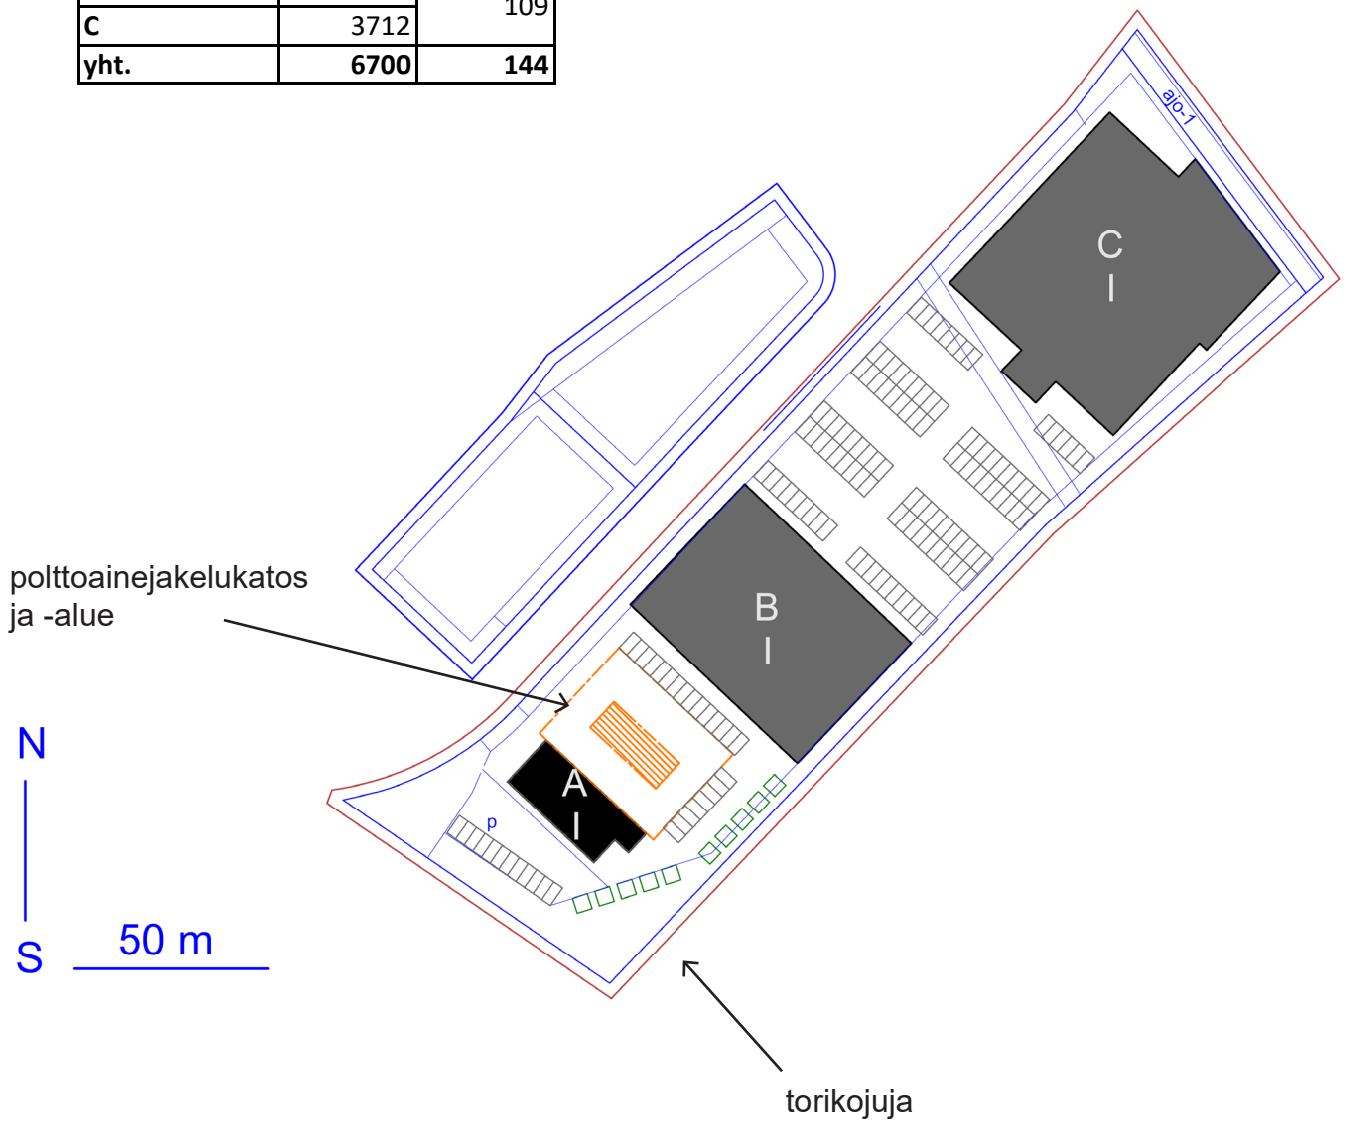 109
C 3712
yht. 6700 144
ajo-1
C
I
polttoainejakelukatos
ja -alue
B
I
N
A
I
p
S
50 m
torikojuja